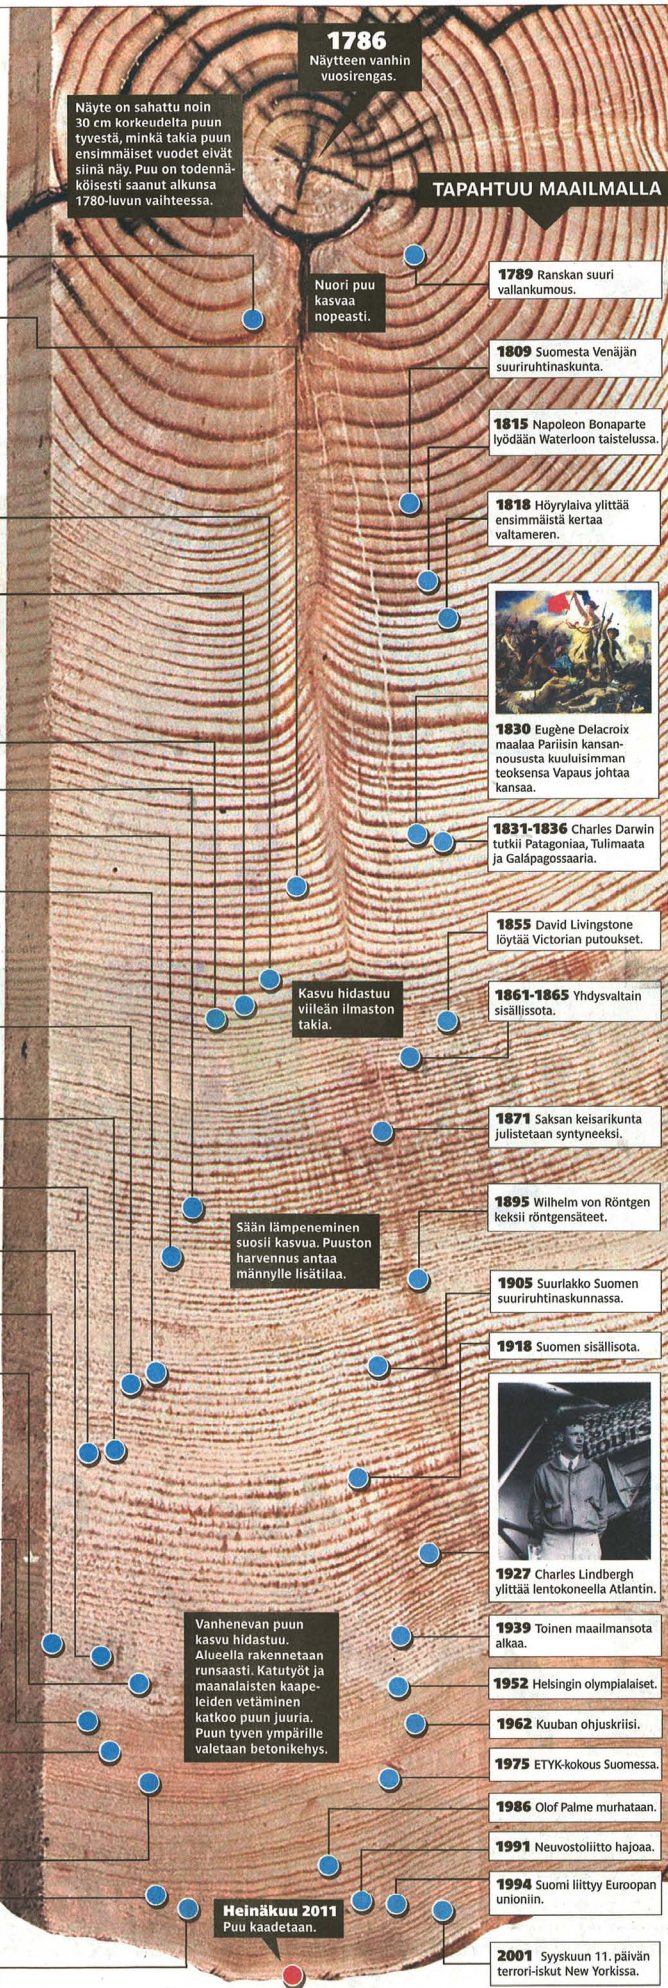 1786
Näytteen vanhin
vuosirengas.
Näyte on sahattu noin
30 cm korkeudelta puun
tyvestä, minkä takia puun
ensimmäiset vuodet eivät
siinä näy. Puu on todennä-
köisesti saanut alkunsa
1780-luvun vaihteessa.
TAPAHTUU MAAILMALLA
Nuori puu
kasvaa
nopeasti.
1789 Ranskan suuri
vallankumous.
1809 Suomesta Venäjän
suuriruhtinaskunta.
1815 Napoleon Bonaparte
lyödään Waterloon taistelussa.
1818 Höyrylaiva ylittää
ensimmäistä kertaa
valtameren.
1830 Eugène Delacroix
maalaa Pariisin kansan-
noususta kuuluisimman
teoksensa Vapaus johtaa
kansaa.
1831-1836 Charles Darwin
tutkii Patagoniaa, Tulimaata
ja Galápagossaaria.
1855 David Livingstone
löytää Victorian putoukset.
Kasvu hidastuu
viileän ilmaston
takia.
1861-1865 Yhdysvaltain
sisällissota.
1871 Saksan keisarikunta
julistetaan syntyneeksi.
1895 Wilhelm von Röntgen
keksii röntgensäteet.
Sään lämpeneminen
suosii kasvua. Puuston
harvennus antaa
männylle lisätilaa.
1905 Suurlakko Suomen
suuriruhtinaskunnassa.
1918 Suomen sisällisota.
1927 Charles Lindbergh
ylittää lentokoneella Atlantin.
Vanhenevan puun
kasvu hidastuu.
Alueella rakennetaan
runsaasti. Katutyöt ja
maanalaisten kaape-
leiden vetäminen
katkoo puun juuria.
Puun tyven ympärille
valetaan betonikehys.
1939 Toinen maailmansota
alkaa.
1952 Helsingin olympialaiset.
1962 Kuuban ohjuskriisi.
1975 ETYK-kokous Suomessa.
1986 Olof Palme murhataan.
1991 Neuvostoliitto hajoaa.
1994 Suomi liittyy Euroopan
unioniin.
Heinäkuu 2011
Puu kaadetaan.
2001 Syyskuun 11. päivän
terrori-iskut New Yorkissa.